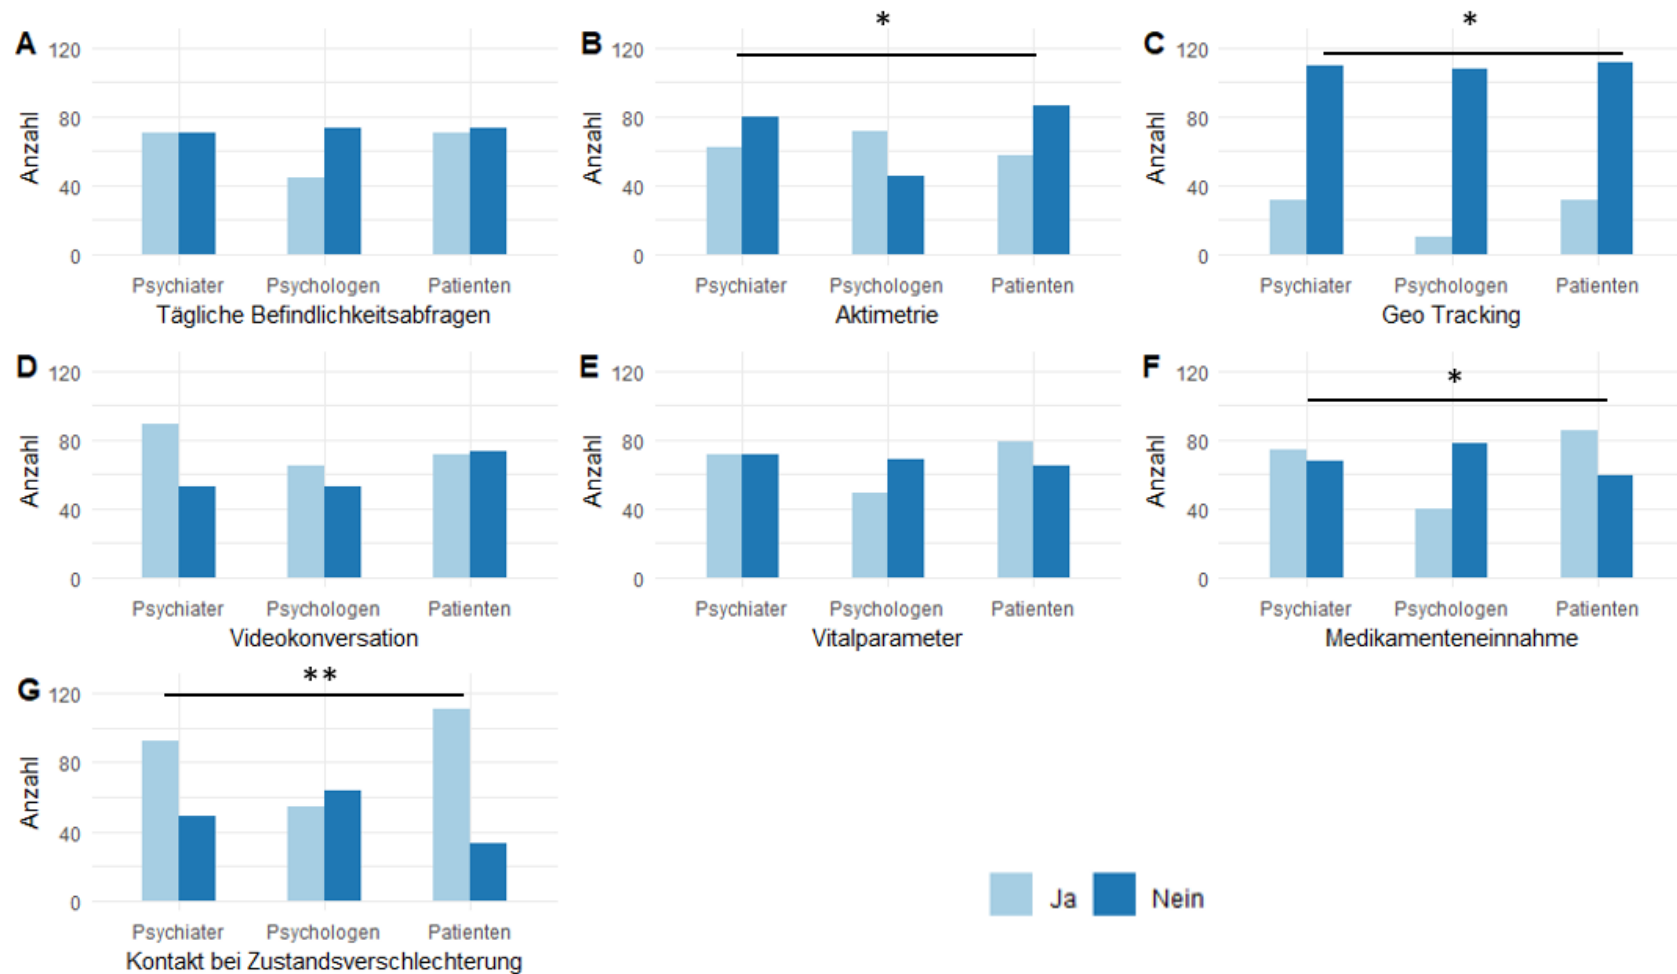 A
*
120
80
40
0
Anzahl
Psychiater Psychologen Patienten
Tägliche Befindlichkeitsabfragen
B
*
120
80
40
0
Anzahl
Psychiater Psychologen Patienten
Aktimetrie
C
*
120
80
40
0
Anzahl
Psychiater Psychologen Patienten
Geo Tracking
D
120
80
40
0
Anzahl
Psychiater Psychologen Patienten
Videokonversation
E
120
80
40
0
Anzahl
Psychiater Psychologen Patienten
Vitalparameter
F
*
120
80
40
0
Anzahl
Psychiater Psychologen Patienten
Medikamenteneinnahme
G
**
120
80
40
0
Anzahl
Psychiater Psychologen Patienten
Kontakt bei Zustandsverschlechterung
Ja Nein